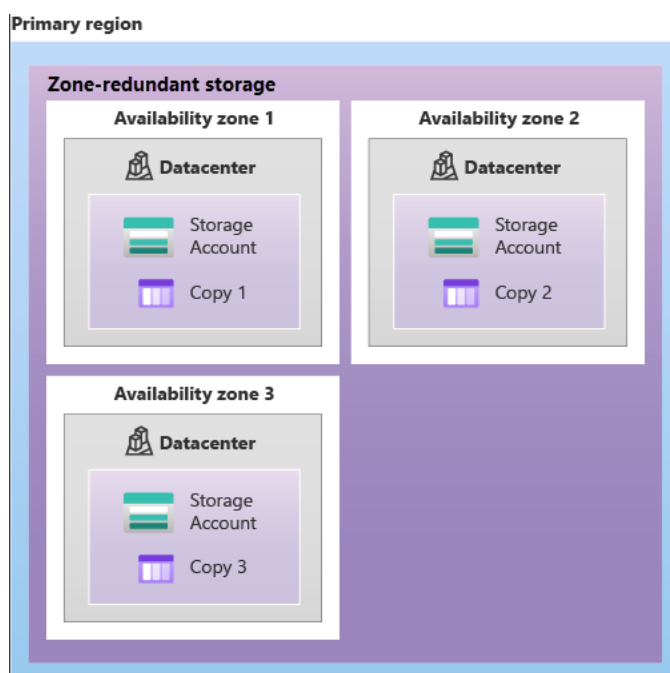 Primary region
Zone-redundant storage
Availability zone 1
Datacenter
Storage
Account
Copy 1
Availability zone 2
Datacenter
Storage
Account
Copy 2
Availability zone 3
Datacenter
Storage
Account
Copy 3